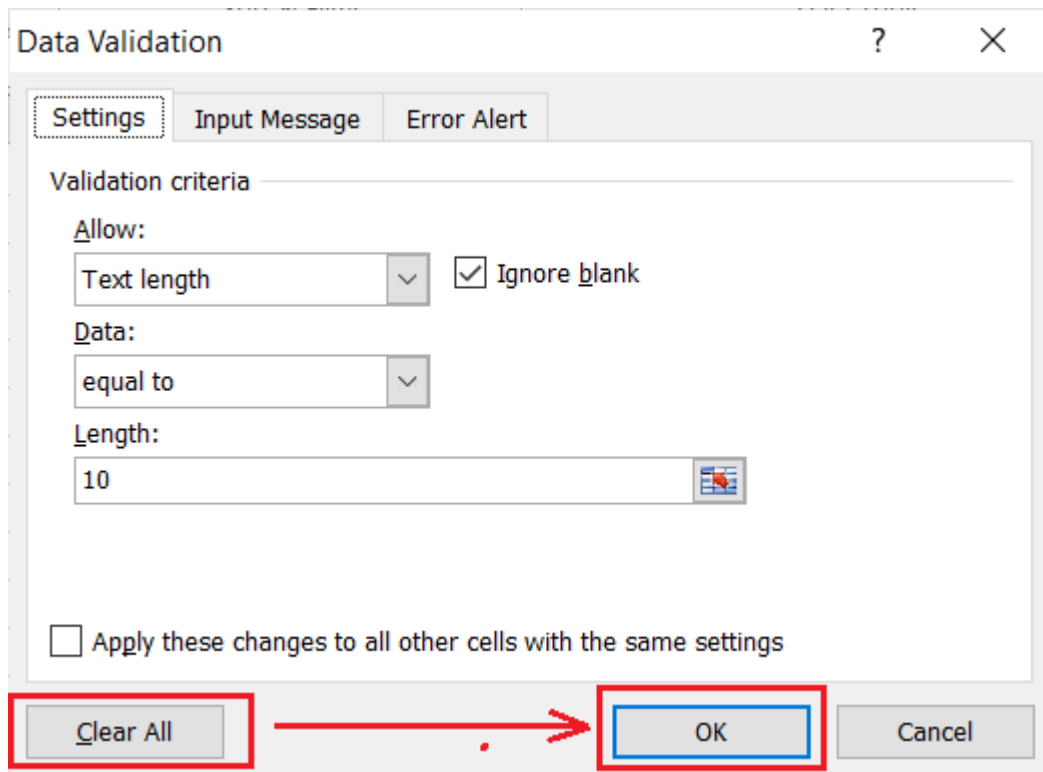 Data Validation ? ×
Settings Input Message Error Alert
Validation criteria
Allow:
Text length Ignore blank
Data:
equal to
Length:
10
Apply these changes to all other cells with the same settings
Clear All OK Cancel